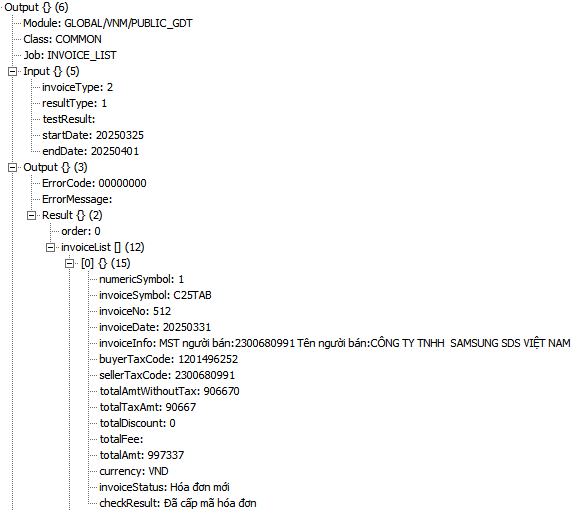 Output {} (6)
Module: GLOBAL/VNM/PUBLIC_GDT
Class: COMMON
Job: INVOICE_LIST
Input {} (5)
invoiceType: 2
resultType: 1
testResult:
startDate: 20250325
endDate: 20250401
Output {} (3)
ErrorCode: 00000000
ErrorMessage:
Result {} (2)
order: 0
invoiceList [] (12)
[0] {} (15)
numericSymbol: 1
invoiceSymbol: C25TAB
invoiceNo: 512
invoiceDate: 20250331
invoiceInfo: MST người bán:2300680991 Tên người bán:CÔNG TY TNHH  SAMSUNG SDS VIỆT NAM
buyerTaxCode: 1201496252
sellerTaxCode: 2300680991
totalAmtWithoutTax: 906670
totalTaxAmt: 90667
totalDiscount: 0
totalFee:
totalAmt: 997337
currency: VND
invoiceStatus: Hóa đơn mới
checkResult: Đã cấp mã hóa đơn